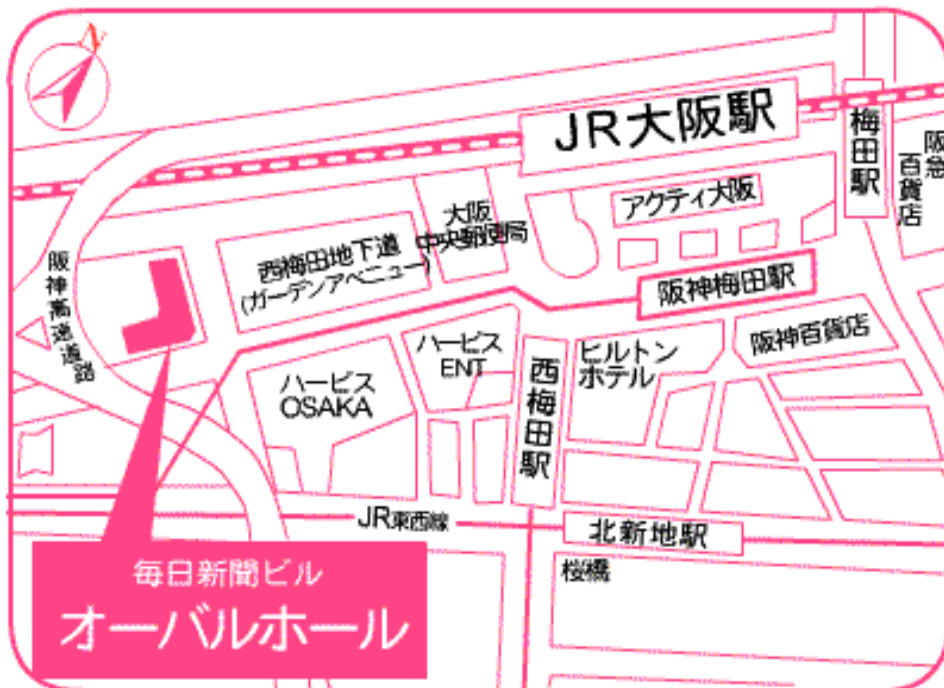 N
JR大阪駅
梅田駅
阪急
百貨店
アクティ大阪
大阪
中央郵便局
西梅田地下道
(ガーデンアベニュー)
阪神梅田駅
阪神高速道路
阪神百貨店
ハービス
ENT
ヒルトン
ホテル
西梅田駅
ハービス
OSAKA
JR東西線
北新地駅
桜橋
毎日新聞ビル
オーバルホール